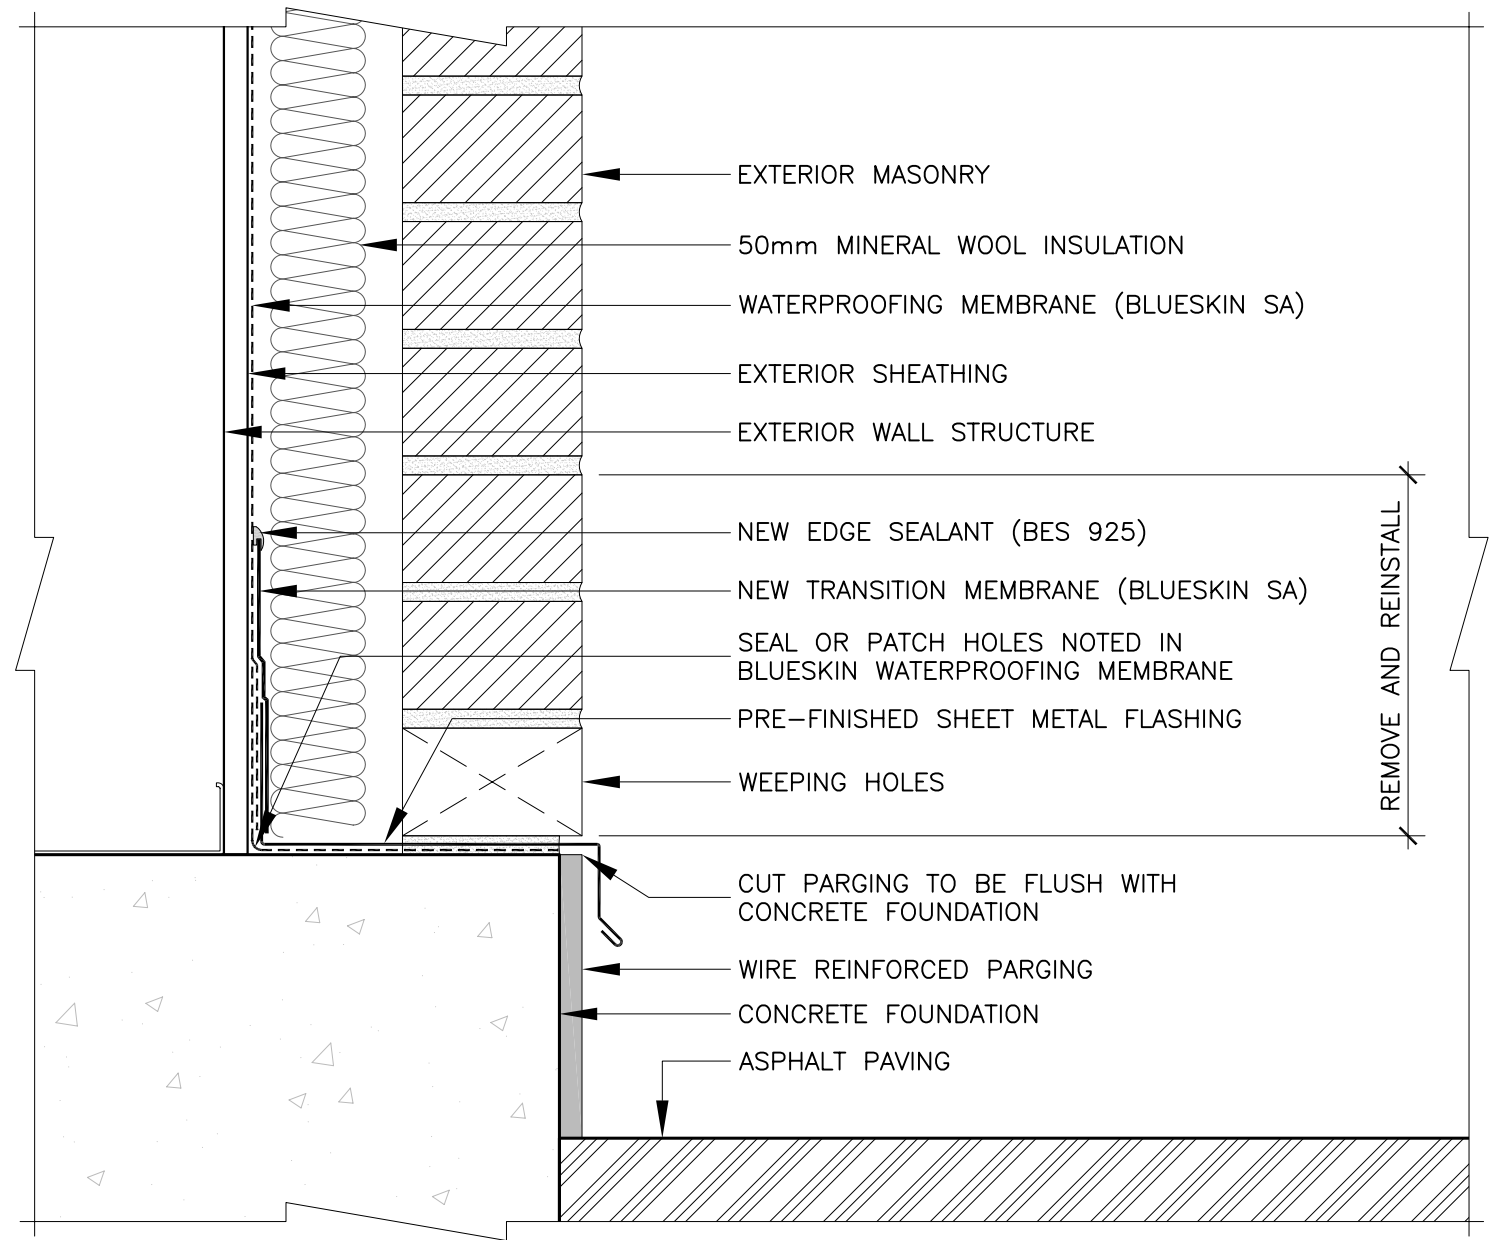 EXTERIOR MASONRY
50mm MINERAL WOOL INSULATION
WATERPROOFING MEMBRANE (BLUESKIN SA)
EXTERIOR SHEATHING
EXTERIOR WALL STRUCTURE
NEW EDGE SEALANT (BES 925)
NEW TRANSITION MEMBRANE (BLUESKIN SA)
SEAL OR PATCH HOLES NOTED IN
BLUESKIN WATERPROOFING MEMBRANE
PRE-FINISHED SHEET METAL FLASHING
WEEPING HOLES
REMOVE AND REINSTALL
CUT PARGING TO BE FLUSH WITH
CONCRETE FOUNDATION
WIRE REINFORCED PARGING
CONCRETE FOUNDATION
ASPHALT PAVING